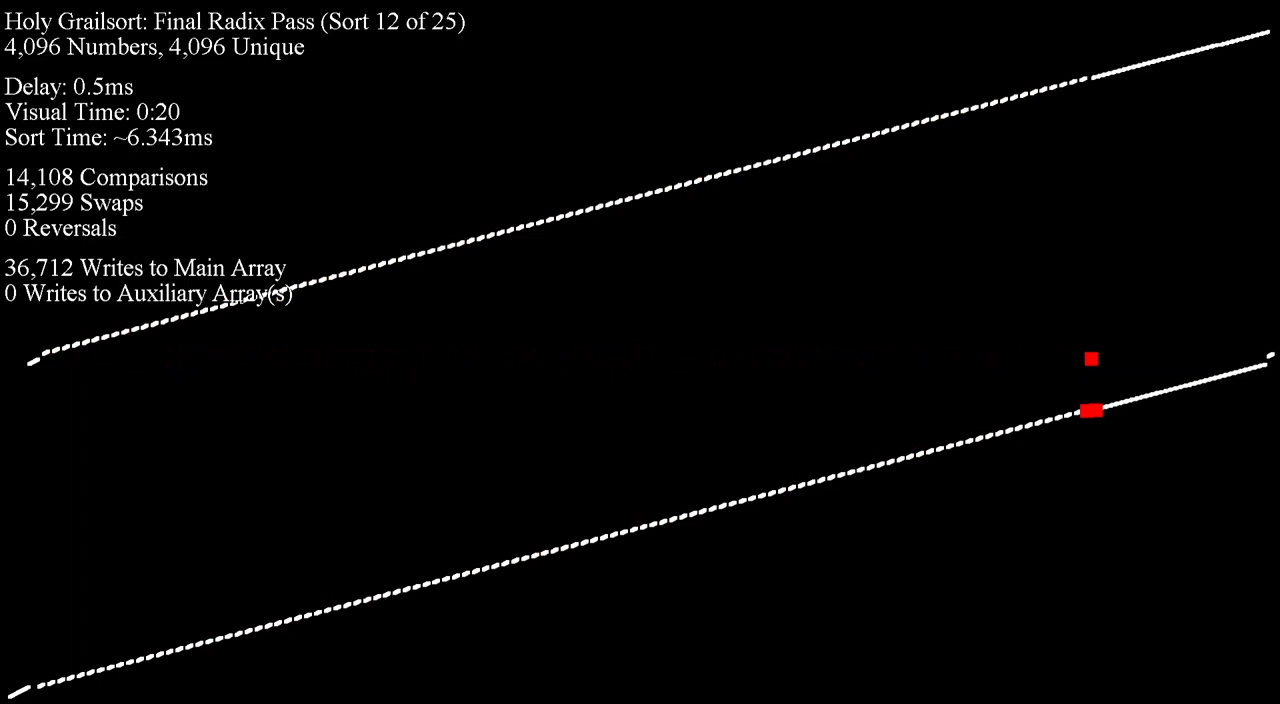 Holy Grailsort: Final Radix Pass (Sort 12 of 25)
4,096 Numbers, 4,096 Unique
Delay: 0.5ms
Visual Time: 0:20
Sort Time: ~6.343ms
14,108 Comparisons
15,299 Swaps
0 Reversals
36,712 Writes to Main Array
0 Writes to Auxiliary Array(s)